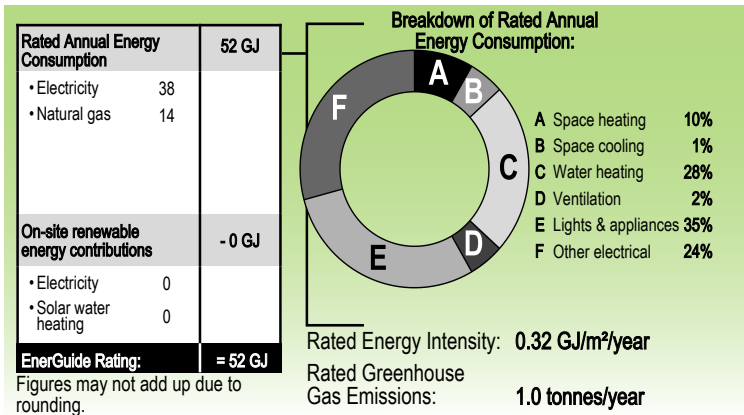 Rated Annual Energy
Consumption
52 GJ
• Electricity 38
• Natural gas 14
On-site renewable
energy contributions
- 0 GJ
• Electricity 0
• Solar water
heating 0
EnerGuide Rating: = 52 GJ
Figures may not add up due to
rounding.
Breakdown of Rated Annual
Energy Consumption:
A
B
C
D
E
F
A Space heating 10%
B Space cooling 1%
C Water heating 28%
D Ventilation 2%
E Lights & appliances 35%
F Other electrical 24%
Rated Energy Intensity: 0.32 GJ/m²/year
Rated Greenhouse
Gas Emissions: 1.0 tonnes/year